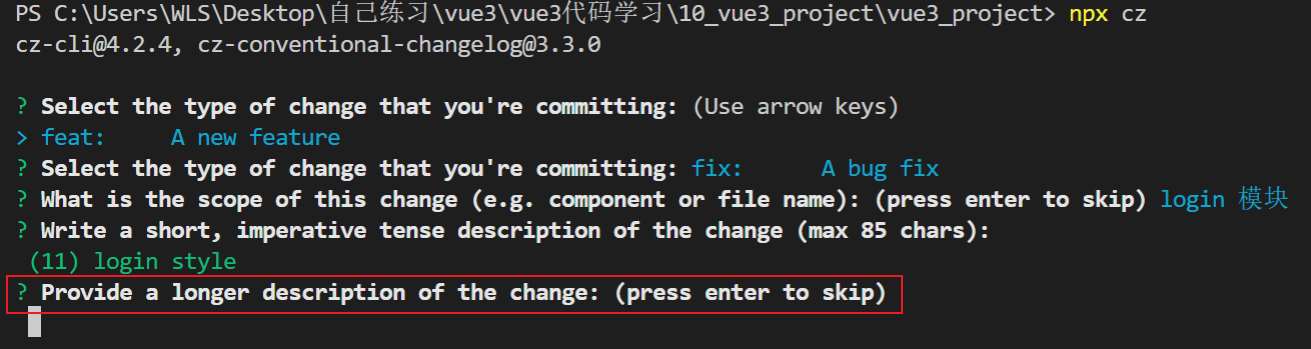 PS C:\Users\WLS\Desktop\自己练习\vue3\vue3代码学习\10_vue3_project\vue3_project> npx cz
cz-cli@4.2.4, cz-conventional-changelog@3.3.0
? Select the type of change that you're committing: (Use arrow keys)
> feat:     A new feature
? Select the type of change that you're committing: fix:      A bug fix
? What is the scope of this change (e.g. component or file name): (press enter to skip) login 模块
? Write a short, imperative tense description of the change (max 85 chars):
(11) login style
? Provide a longer description of the change: (press enter to skip)